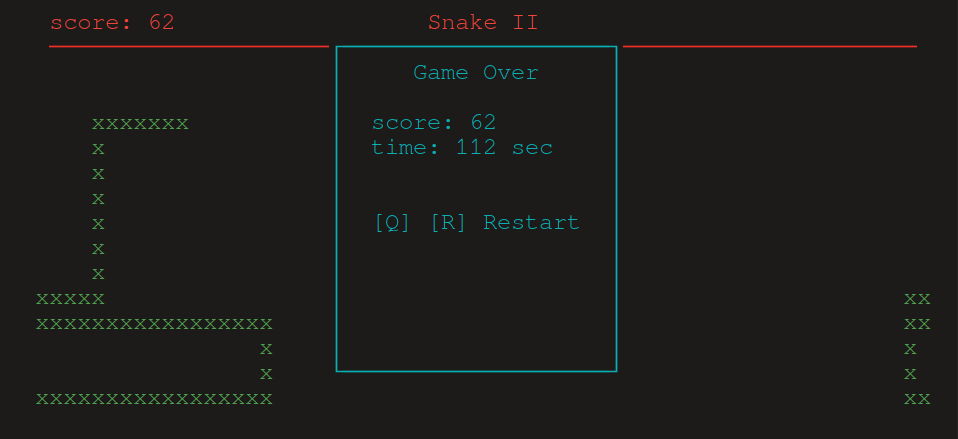 score: 62 Snake II
Game Over
xxxxxxx score: 62
x time: 112 sec
x
x
x [Q] [R] Restart
x
x
xxxxx xx
xxxxxxxxxxxxxxxxx xx
x x
x x
xxxxxxxxxxxxxxxxx xx